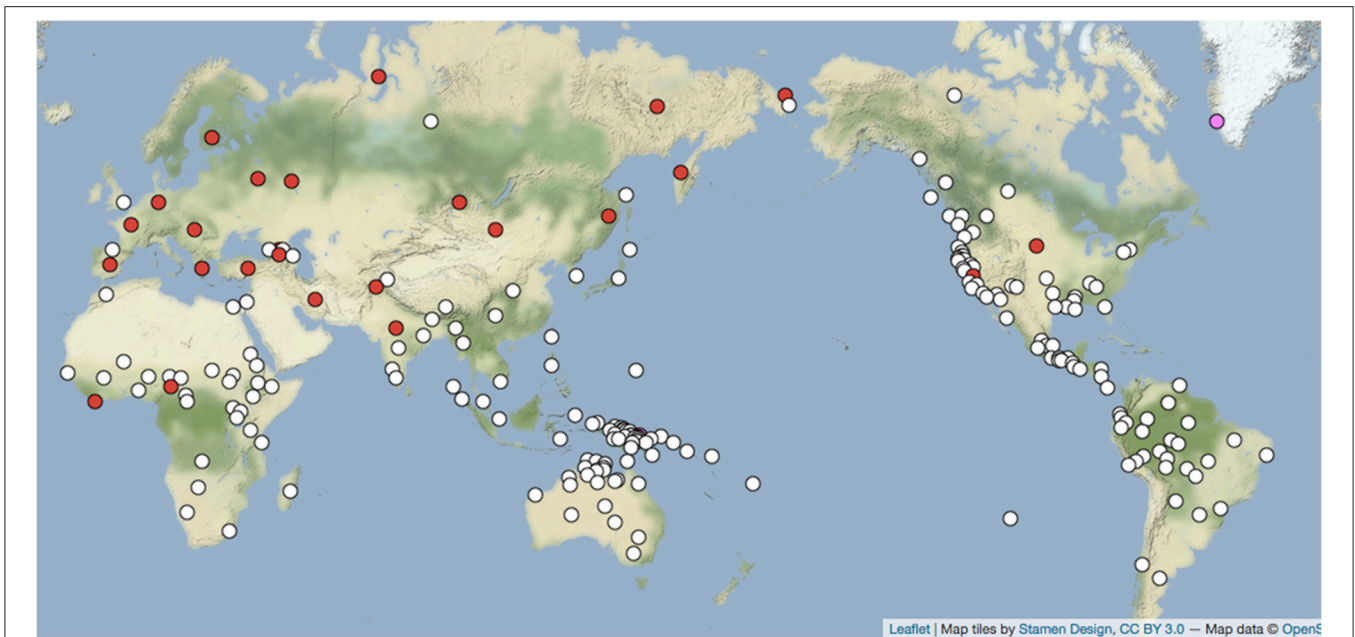 Leaflet | Map tiles by Stamen Design, CC BY 3.0 — Map data © OpenS